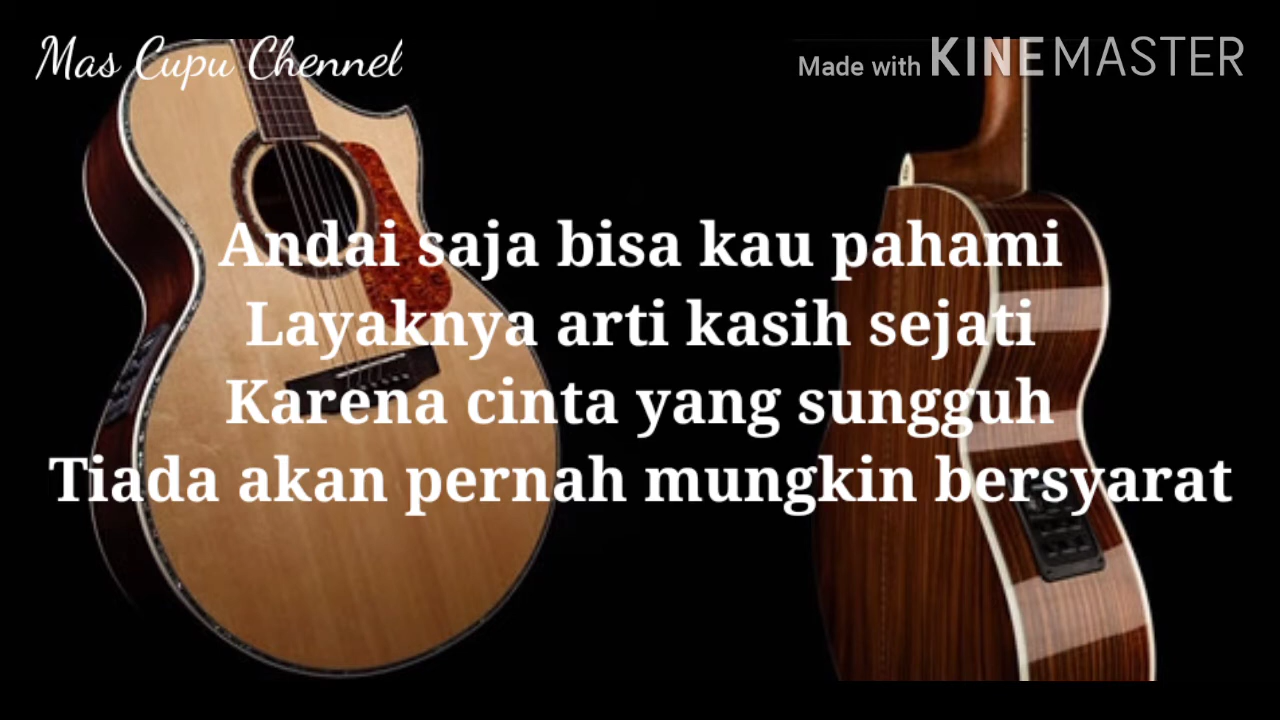 Mas Cupu Chennel
Made with KINEMASTER
Andai saja bisa kau pahami
Layaknya arti kasih sejati
Karena cinta yang sungguh
Tiada akan pernah mungkin bersyarat